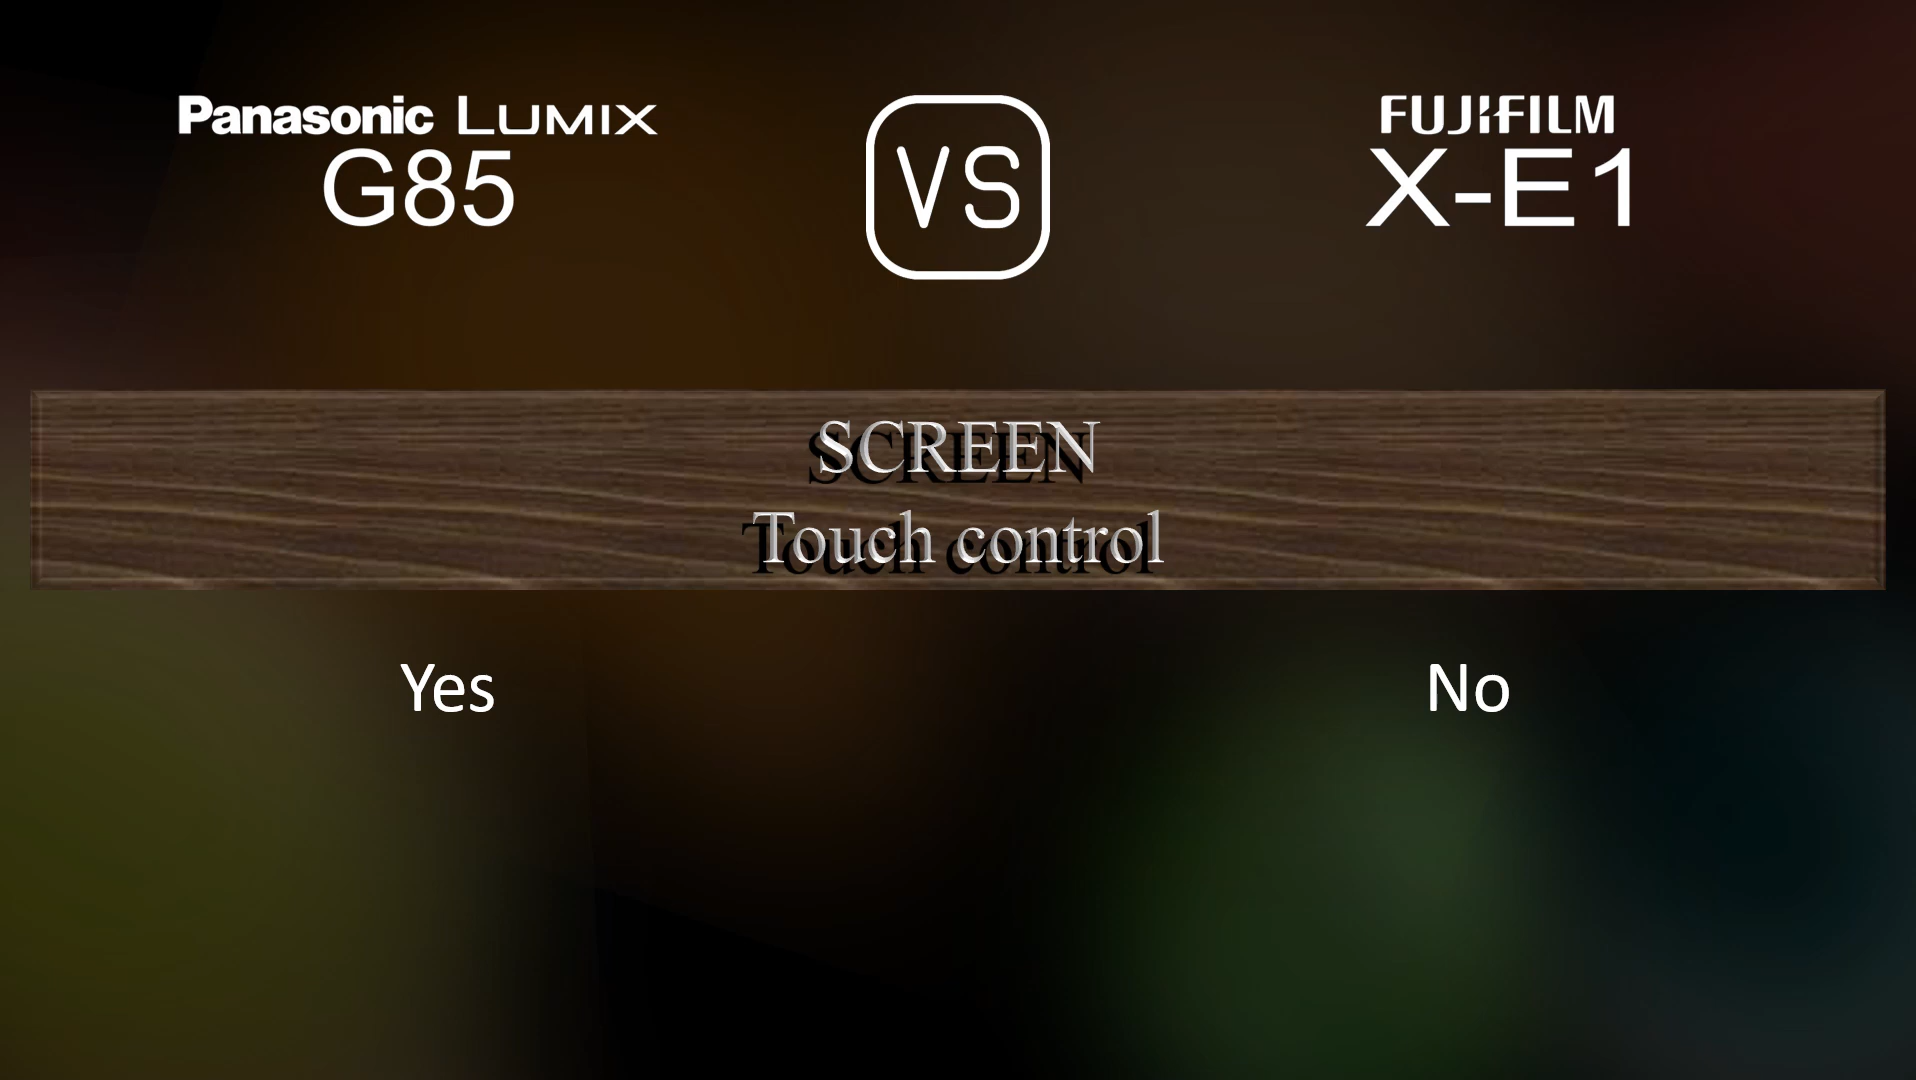 Panasonic LUMIX
G85
VS
FUJIFILM
X-E1
SCREEN
Touch control
Yes
No